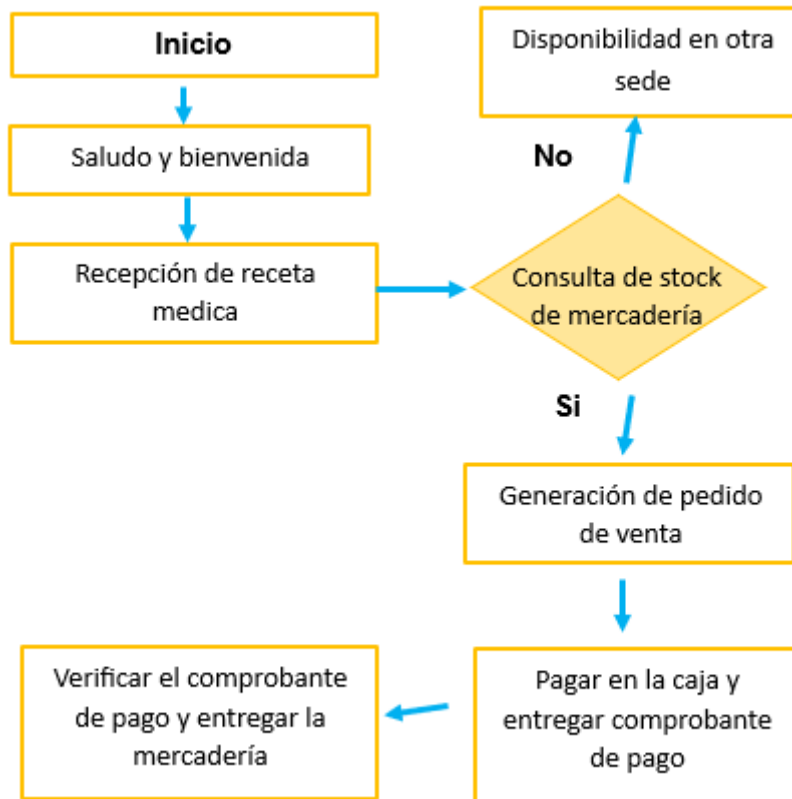 Inicio
Saludo y bienvenida
Recepción de receta
medica
Consulta de stock
de mercadería
No
Disponibilidad en otra
sede
Si
Generación de pedido
de venta
Pagar en la caja y
entregar comprobante
de pago
Verificar el comprobante
de pago y entregar la
mercadería